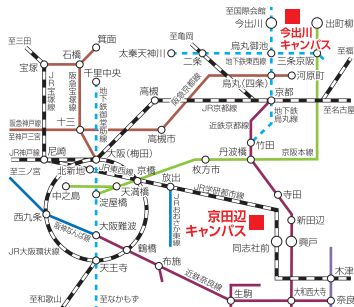 至国際会館
今出川
今出川
キャンパス
出町柳
至亀岡
至三田
箕面
太秦天神川
烏丸御池
三条京阪
二条
地下鉄東西線
石橋
宝塚
千里中央
阪急京都線
烏丸(四条)
河原町
至福
JR宝塚線
阪急宝塚線
地下鉄御堂筋線
高槻
京都
JR京都線
至名古屋
地下鉄
烏丸線
近鉄京都線
阪急神戸線
十三
至神戸三宮
高槻市
竹田
丹波橋
京阪本線
JR神戸線
尼崎
大阪(梅田)
至三ノ宮
北新地
JR東西線
京橋
放出
枚方市
JR学研都市線
中之島
淀屋橋
天満橋
JRおおさか東線
寺田
京田辺
キャンパス
新田辺
西九条
阪神なんば線
大阪難波
同志社前
興戸
JR大阪環状線
鶴橋
布施
天王寺
近鉄奈良線
木津
生駒
大和西大寺
奈良
至和歌山
至なかもず